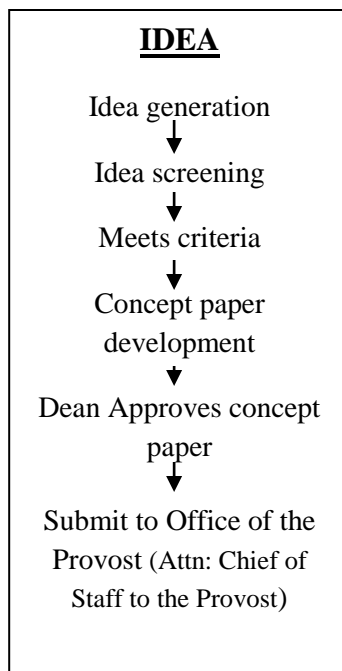 IDEA
Idea generation
Idea screening
Meets criteria
Concept paper
development
Dean Approves concept
paper
Submit to Office of the
Provost (Attn: Chief of
Staff to the Provost)